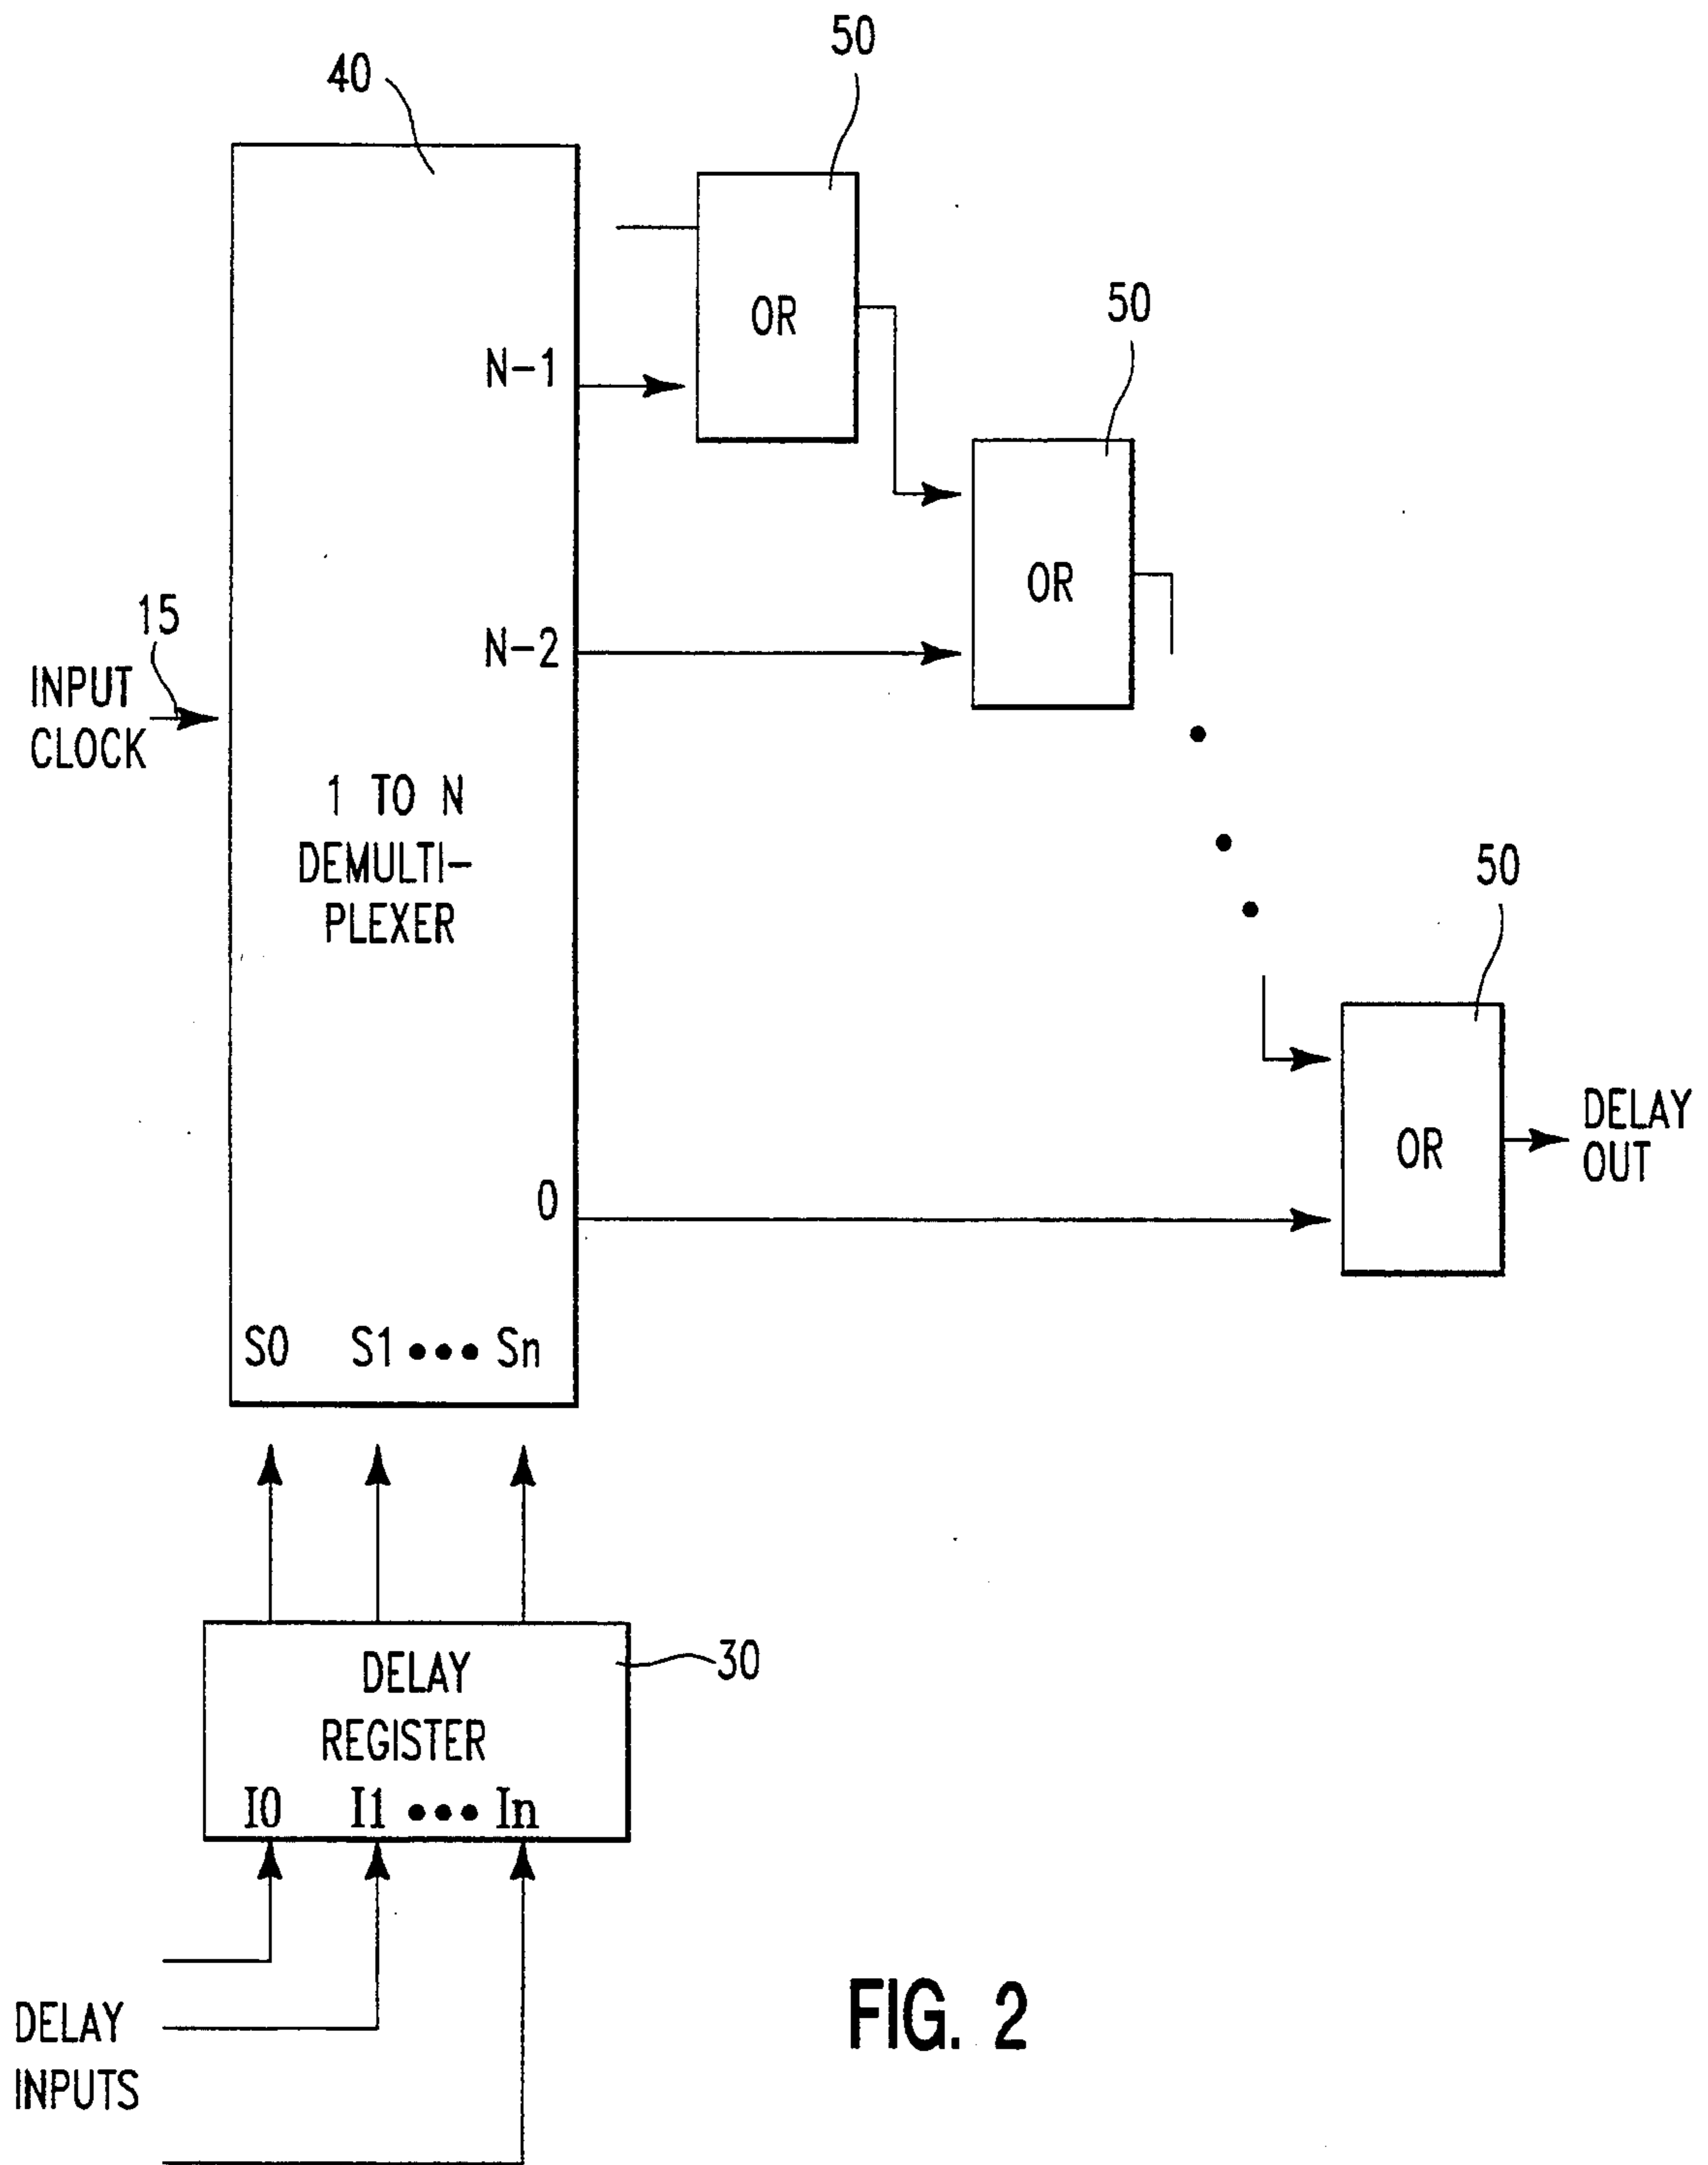 50
40
OR
50
N-1
OR
15
N-2
INPUT
CLOCK
1 TO N
DEMULTI-
PLEXER
50
DELAY
OUT
OR
0
S0 S1 ••• Sn
30
DELAY
REGISTER
I0 I1 ••• In
DELAY
INPUTS
FIG. 2